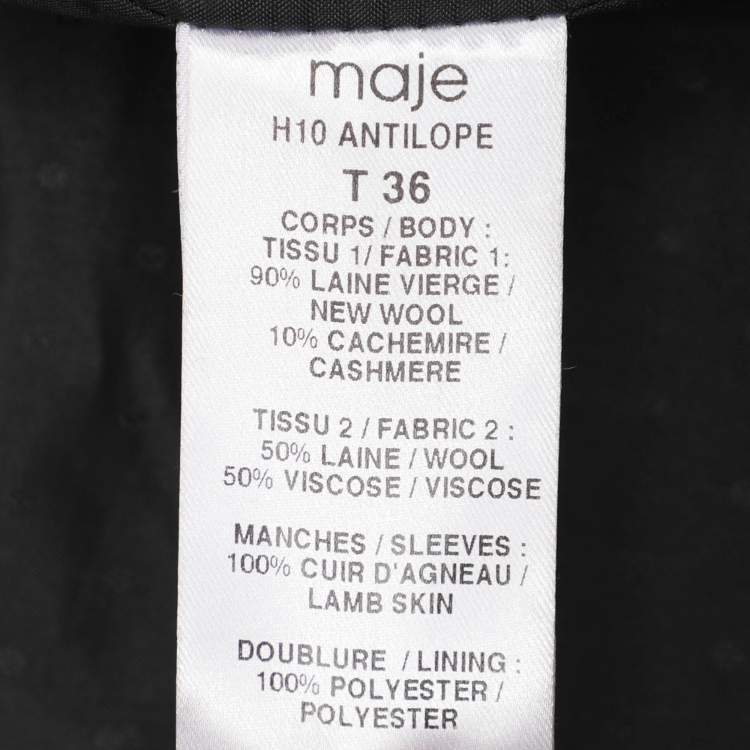 maje
H10 ANTILOPE
T 36
CORPS / BODY :
TISSU 1/ FABRIC 1:
90% LAINE VIERGE /
NEW WOOL
10% CACHEMIRE /
CASHMERE
TISSU 2 / FABRIC 2 :
50% LAINE / WOOL
50% VISCOSE / VISCOSE
MANCHES / SLEEVES :
100% CUIR D'AGNEAU /
LAMB SKIN
DOUBLURE / LINING :
100% POLYESTER /
POLYESTER